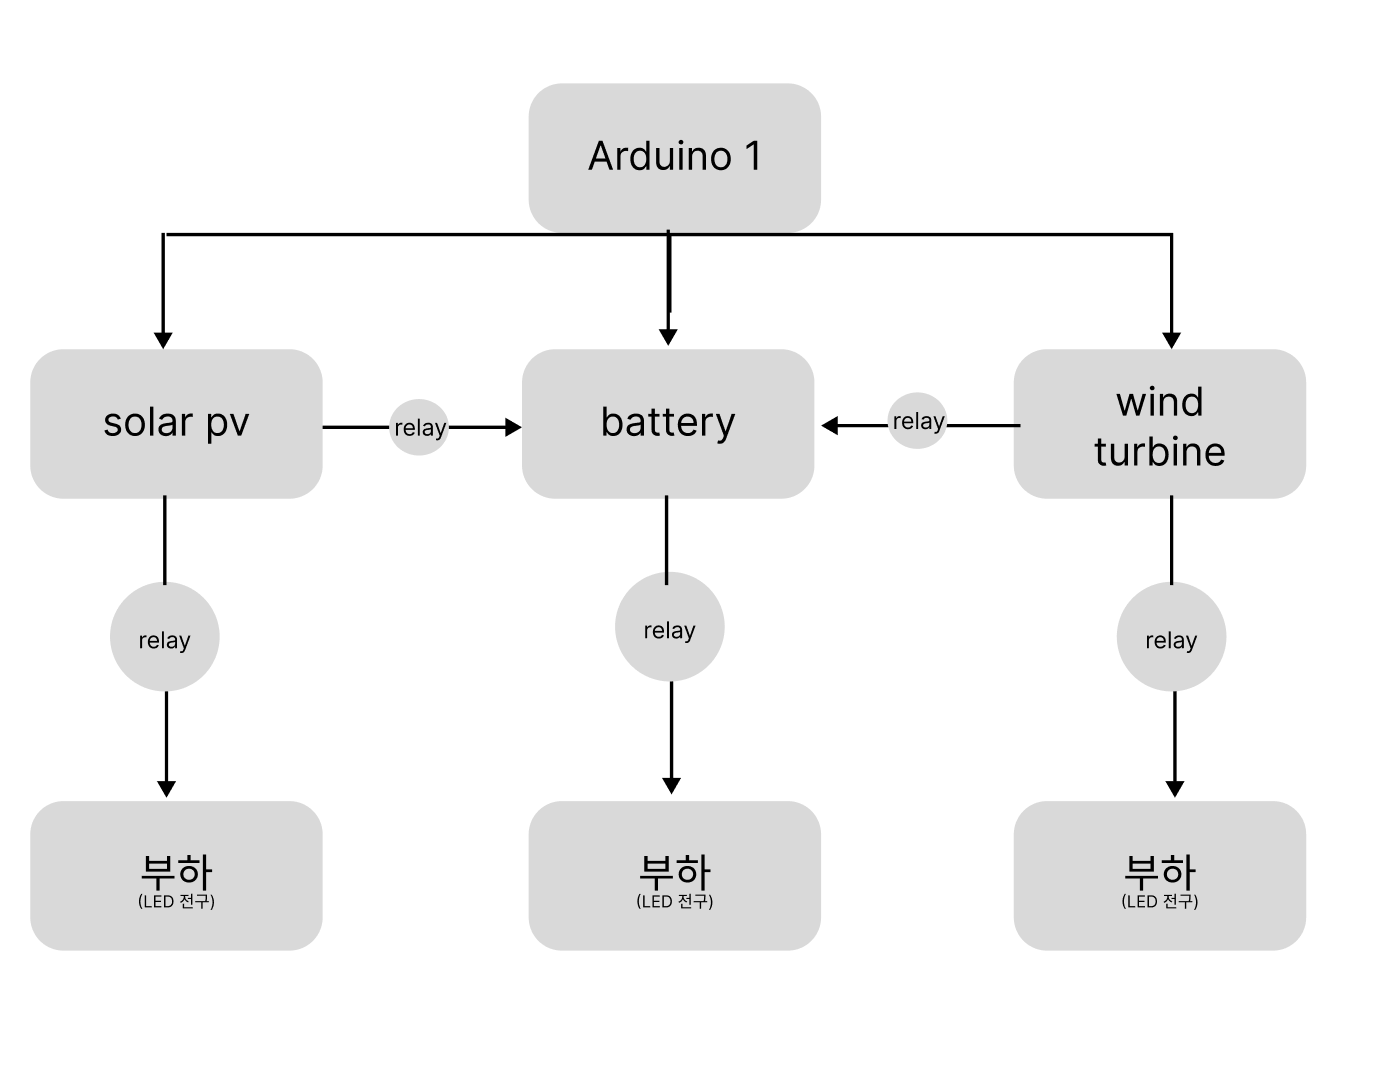 Arduino 1
solar pv
relay
battery
relay
wind
turbine
relay
relay
relay
부하
(LED 전구)
부하
(LED 전구)
부하
(LED 전구)